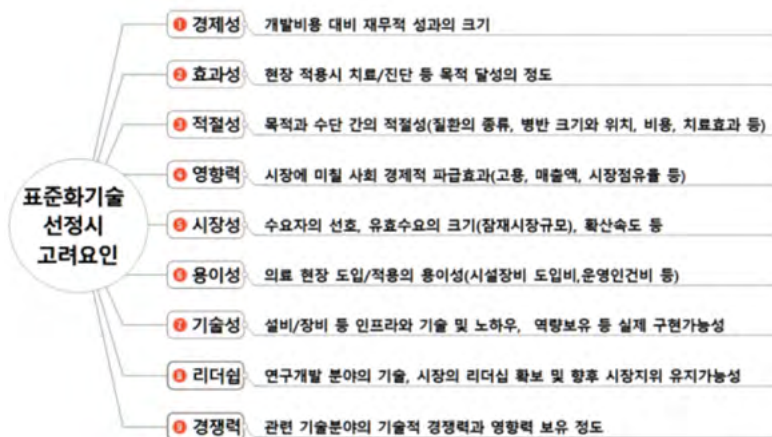 표준화기술
선정시
고려요인
1 경제성 개발비용 대비 재무적 성과의 크기
2 효과성 현장 적용시 치료/진단 등 목적 달성의 정도
3 적절성 목적과 수단 간의 적절성(질환의 종류, 병반 크기와 위치, 비용, 치료효과 등)
4 영향력 시장에 미칠 사회 경제적 파급효과(고용, 매출액, 시장점유률 등)
5 시장성 수요자의 선호, 유효수요의 크기(잠재시장규모), 확산속도 등
6 용이성 의료 현장 도입/적용의 용이성(시설장비 도입비,운영인건비 등)
7 기술성 설비/장비 등 인프라와 기술 및 노하우, 역량보유 등 실제 구현가능성
8 리더쉽 연구개발 분야의 기술, 시장의 리더십 확보 및 향후 시장지위 유지가능성
9 경쟁력 관련 기술분야의 기술적 경쟁력과 영향력 보유 정도